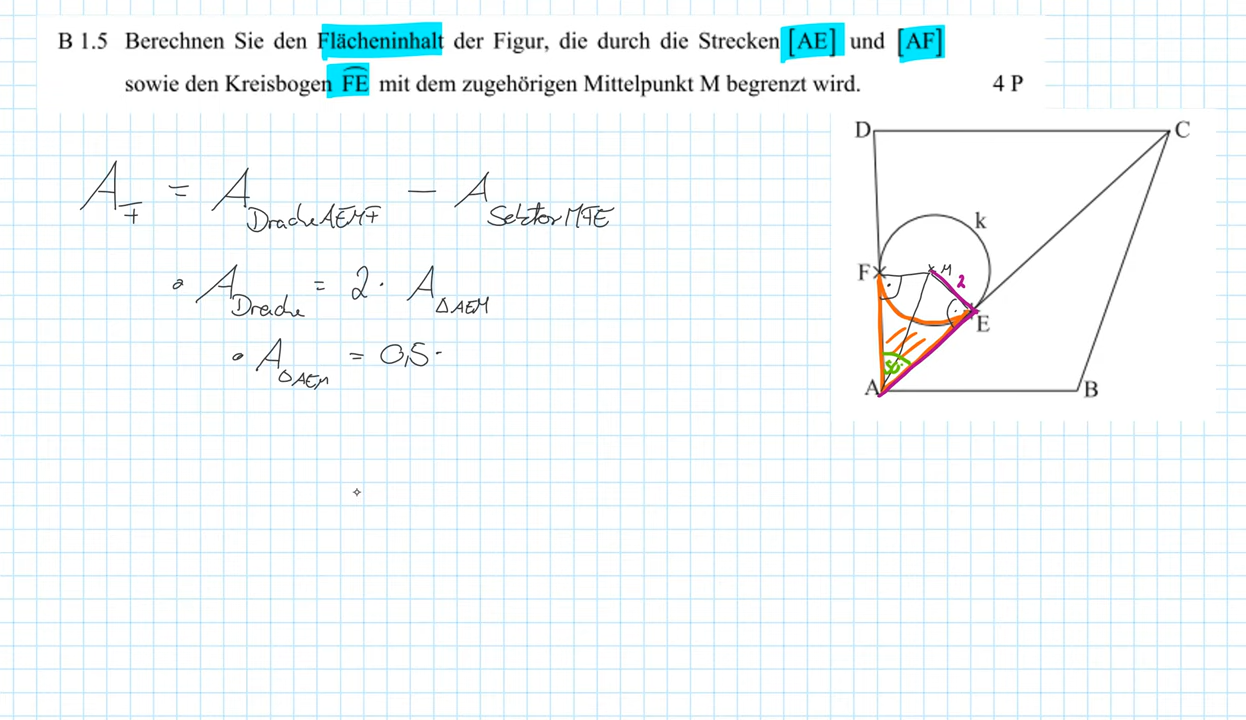 B 1.5 Berechnen Sie den Flächeninhalt der Figur, die durch die Strecken [AE] und [AF]
sowie den Kreisbogen FE mit dem zugehörigen Mittelpunkt M begrenzt wird. 4 P
D C
A_F = A_Drache AEMF − A_Sektor MFE
k
F M 2
• A_Drache = 2 · A_ΔAEM
E
• A_ΔAEM = 0,5 ·
A B